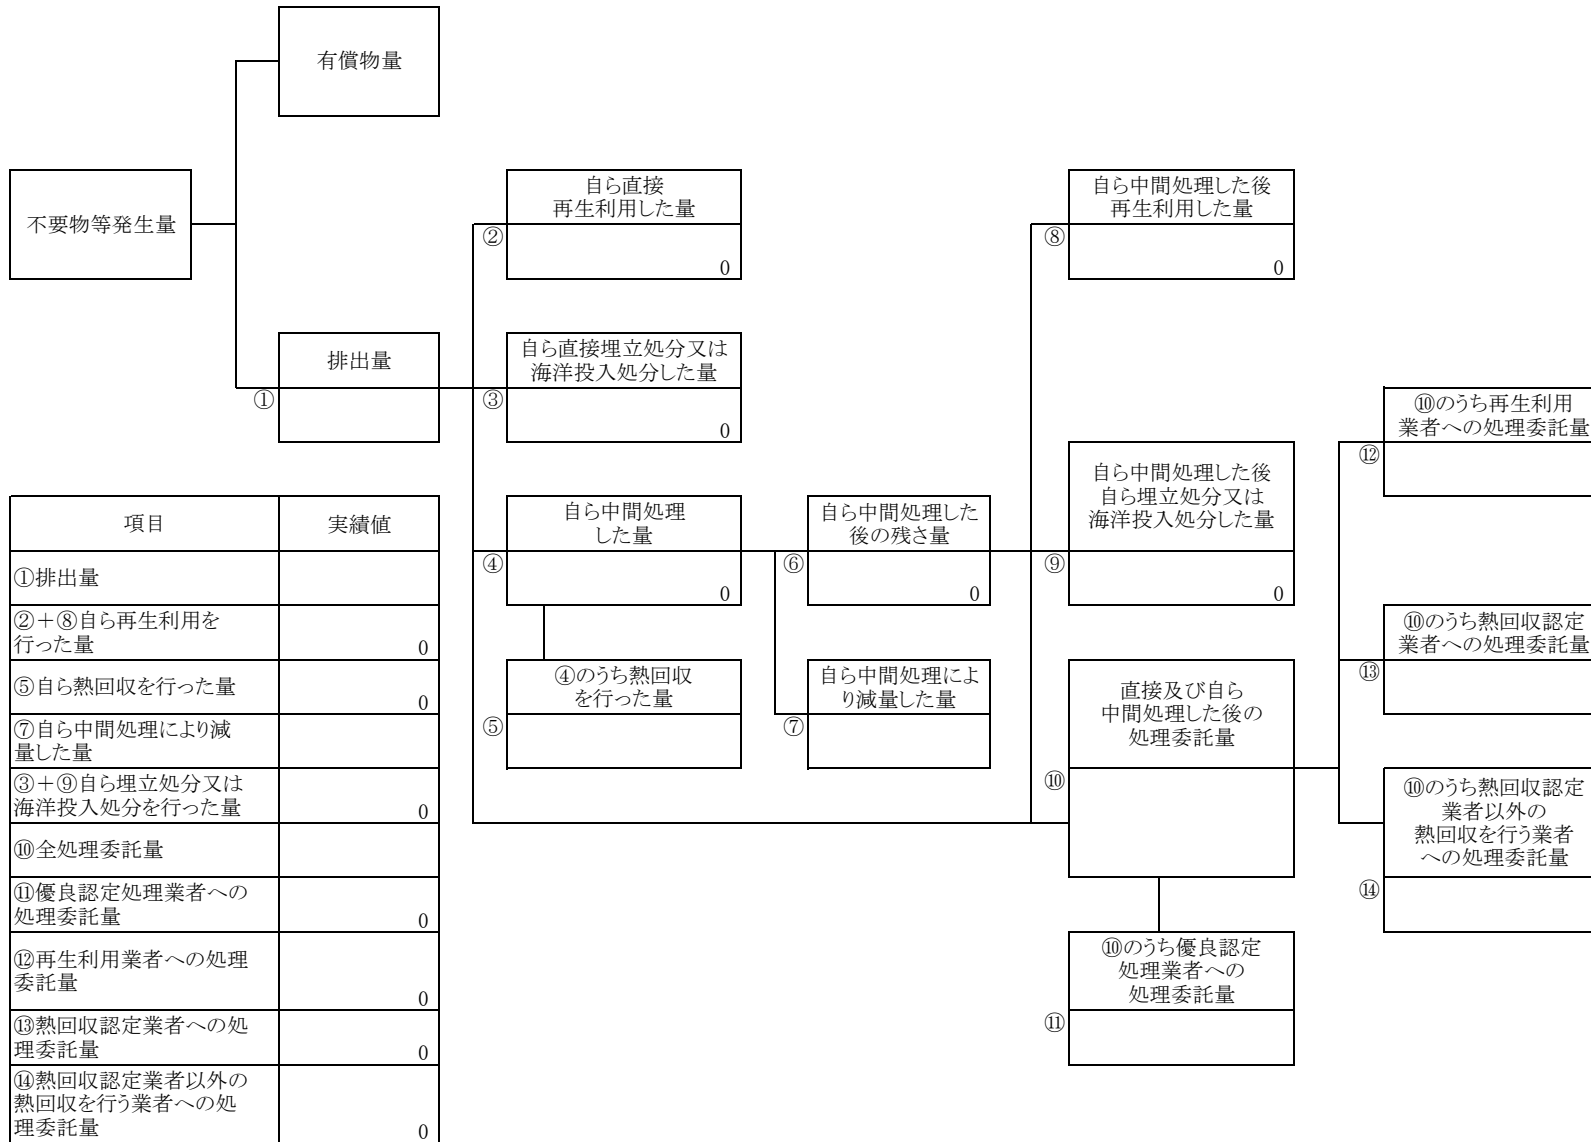 有償物量
不要物等発生量
自ら直接
再生利用した量
②
0
自ら中間処理した後
再生利用した量
⑧
0
排出量
①
自ら直接埋立処分又は
海洋投入処分した量
③
0
⑩のうち再生利用
業者への処理委託量
⑫
自ら中間処理
した量
④
0
自ら中間処理した
後の残さ量
⑥
0
自ら中間処理した後
自ら埋立処分又は
海洋投入処分した量
⑨
0
⑩のうち熱回収認定
業者への処理委託量
⑬
④のうち熱回収
を行った量
⑤
自ら中間処理によ
り減量した量
⑦
直接及び自ら
中間処理した後の
処理委託量
⑩
⑩のうち熱回収認定
業者以外の
熱回収を行う業者
への処理委託量
⑭
⑩のうち優良認定
処理業者への
処理委託量
⑪
項目
実績値
①排出量
②＋⑧自ら再生利用を
行った量
0
⑤自ら熱回収を行った量
0
⑦自ら中間処理により減
量した量
③＋⑨自ら埋立処分又は
海洋投入処分を行った量
0
⑩全処理委託量
⑪優良認定処理業者への
処理委託量
0
⑫再生利用業者への処理
委託量
0
⑬熱回収認定業者への処
理委託量
0
⑭熱回収認定業者以外の
熱回収を行う業者への処
理委託量
0